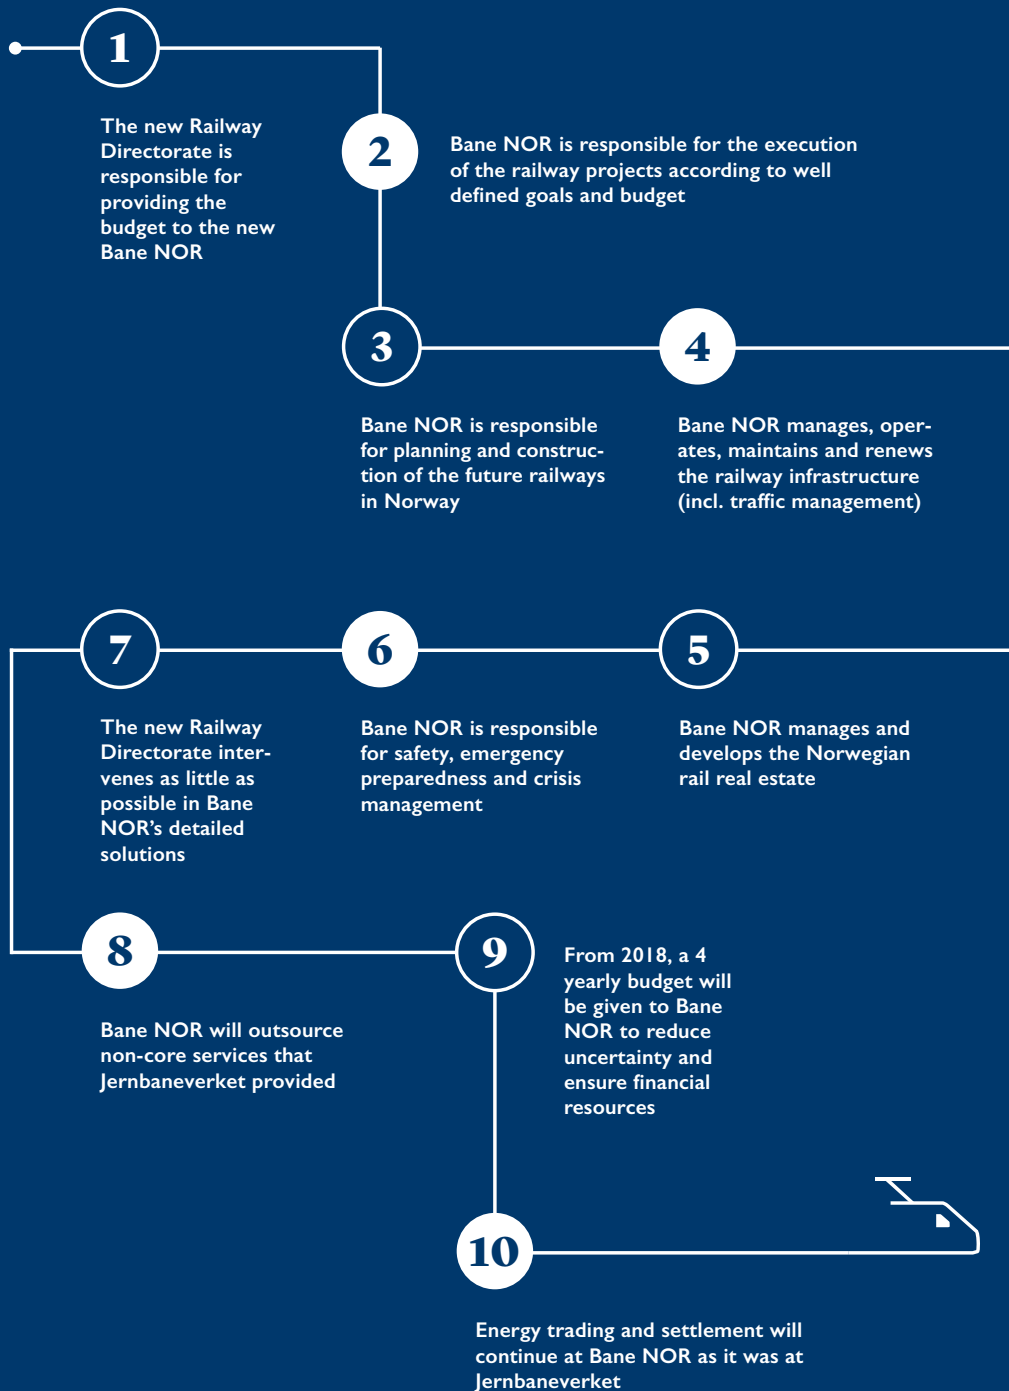 1
The new Railway
Directorate is
responsible for
providing the
budget to the new
Bane NOR
2
Bane NOR is responsible for the execution
of the railway projects according to well
defined goals and budget
3
Bane NOR is responsible
for planning and construc-
tion of the future railways
in Norway
4
Bane NOR manages, oper-
ates, maintains and renews
the railway infrastructure
(incl. traffic management)
5
Bane NOR manages and
develops the Norwegian
rail real estate
6
Bane NOR is responsible
for safety, emergency
preparedness and crisis
management
7
The new Railway
Directorate inter-
venes as little as
possible in Bane
NOR's detailed
solutions
8
Bane NOR will outsource
non-core services that
Jernbaneverket provided
9
From 2018, a 4
yearly budget will
be given to Bane
NOR to reduce
uncertainty and
ensure financial
resources
10
Energy trading and settlement will
continue at Bane NOR as it was at
Jernbaneverket